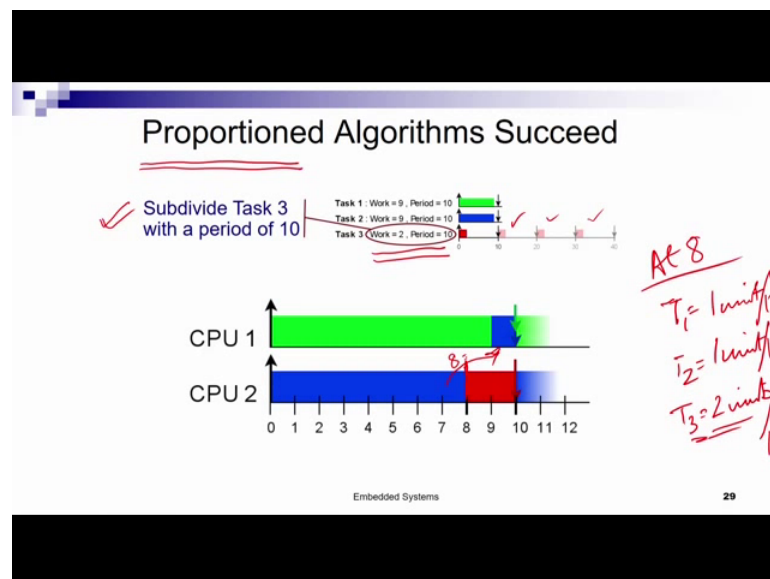 Proportioned Algorithms Succeed
Subdivide Task 3
with a period of 10
Task 1 : Work = 9 , Period = 10
Task 2 : Work = 9 , Period = 10
Task 3 : Work = 2 , Period = 10
0 10 20 30 40
At 8
T1 = 1 unit/
T2 = 1 unit/
T3 = 2 units/
8
CPU 1
CPU 2
0 1 2 3 4 5 6 7 8 9 10 11 12
Embedded Systems
29